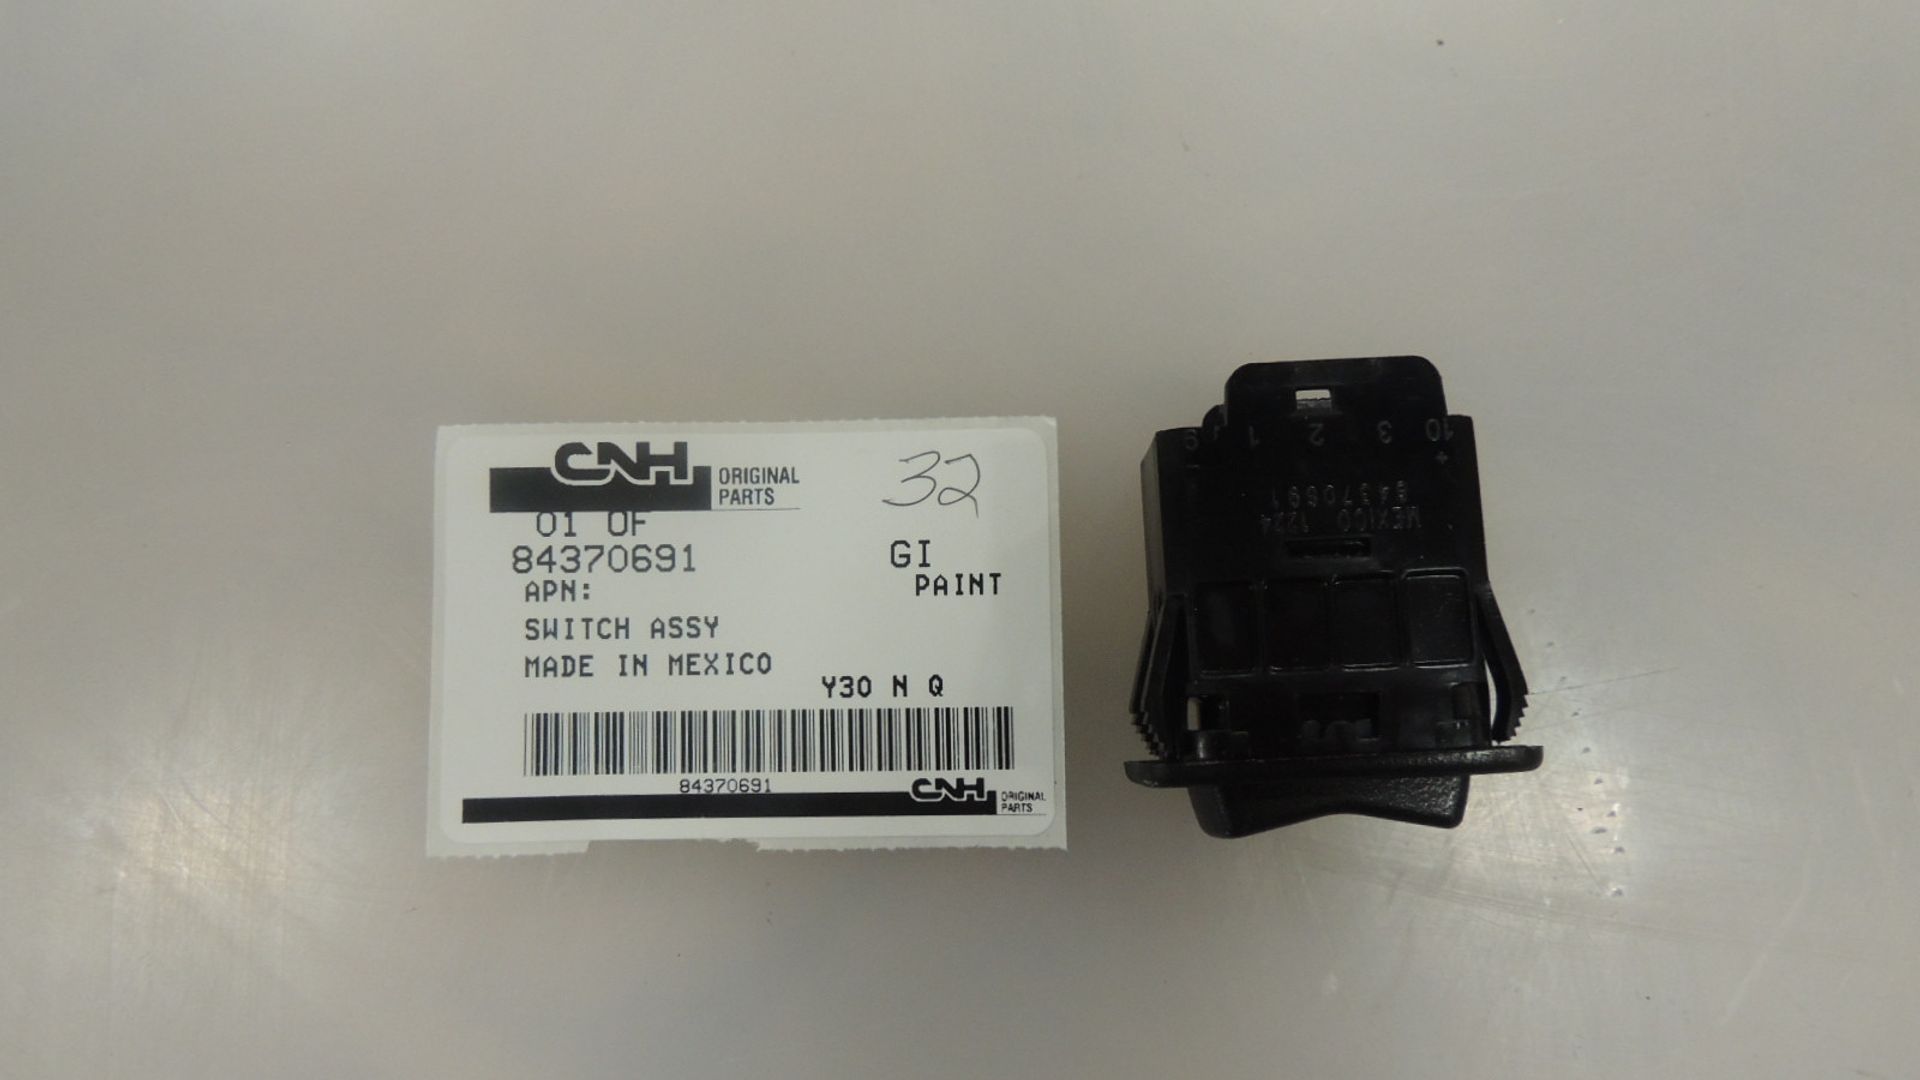 CNH ORIGINAL
PARTS
32
01 OF
84370691 GI
APN: PAINT
SWITCH ASSY
MADE IN MEXICO
Y30 N Q
84370691
CNH ORIGINAL
PARTS
9 1 2 3 10
- +
84370691
MEXICO 1224